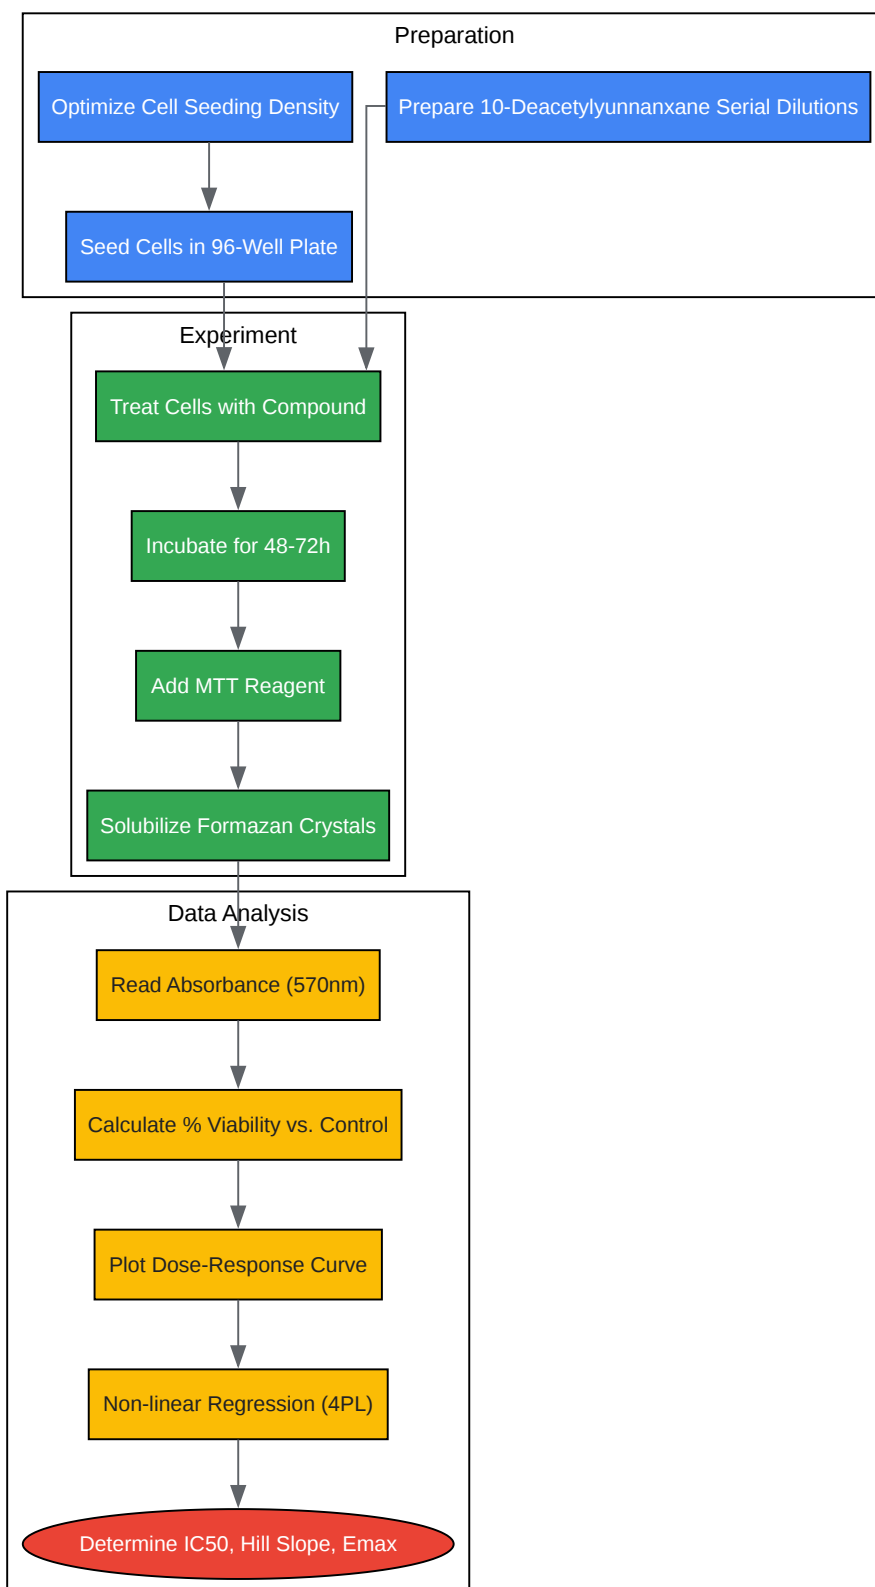 Preparation
Optimize Cell Seeding Density
Prepare 10-Deacetylyunnanxane Serial Dilutions
Seed Cells in 96-Well Plate
Experiment
Treat Cells with Compound
Incubate for 48-72h
Add MTT Reagent
Solubilize Formazan Crystals
Data Analysis
Read Absorbance (570nm)
Calculate % Viability vs. Control
Plot Dose-Response Curve
Non-linear Regression (4PL)
Determine IC50, Hill Slope, Emax